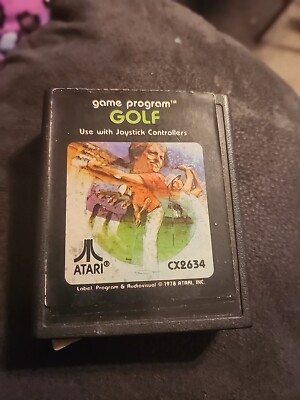 game program™
GOLF
Use with Joystick Controllers
ATARI®
CX2634
Label, Program & Audiovisual © 1978 ATARI, INC.